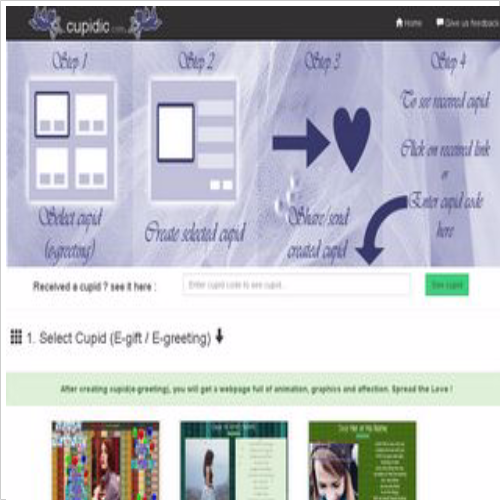 cupidic.com
Home
Give us feedback
Step 1
Step 2
Step 3
Step 4
Select cupid
(e-greeting)
Create selected cupid
Share/send
created cupid
To see received cupid
Click on received link
or
Enter cupid code
here
Received a cupid ? see it here :
Enter cupid code to see cupid.
See cupid
1. Select Cupid (E-gift / E-greeting)
After creating cupid(e-greeting), you will get a webpage full of animation, graphics and affection. Spread the Love !